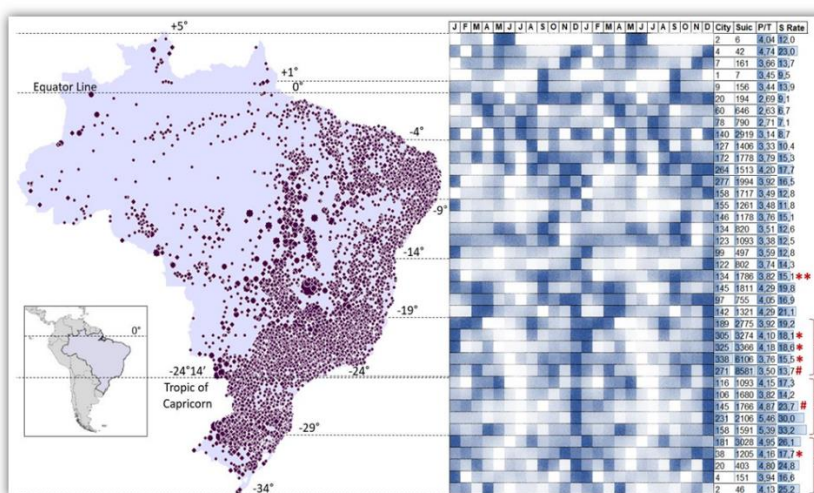 J F M A M J J A S O N D J F M A M J J A S O N D City Suic P/T S Rate
+5°
Equator Line
+1°
0°
-4°
-9°
-14°
-19°
-24°
-24°14'
Tropic of
Capricorn
-29°
-34°
0°
2 6 4,04 12,0
4 42 4,74 23,0
7 161 3,66 13,7
1 7 3,45 9,5
9 156 3,44 13,9
20 194 2,69 9,1
60 646 2,63 6,7
78 790 2,71 7,1
140 2919 3,14 8,7
127 1406 3,33 10,4
172 1778 3,79 15,3
264 1513 4,20 17,7
277 1994 3,92 16,5
158 1717 3,49 12,8
155 1261 3,48 11,8
146 1178 3,76 15,1
134 820 3,51 12,6
123 1093 3,38 12,5
99 497 3,59 12,8
122 802 3,74 14,3
134 1786 3,82 15,1 **
145 1811 4,29 19,8
97 755 4,05 16,9
142 1321 4,29 21,1
189 2775 3,92 19,2
305 3274 4,10 18,1 *
325 3366 4,18 18,6 *
338 6106 3,76 15,5 *
271 8581 3,50 13,7 #
116 1093 4,15 17,3
106 1680 3,82 14,2
145 1766 4,87 23,7 #
231 2106 5,46 30,0
158 1591 5,39 33,2
181 3028 4,95 26,1
38 1205 4,16 17,7 *
20 403 4,80 24,8
4 151 3,94 16,6
2 46 4,13 25,2